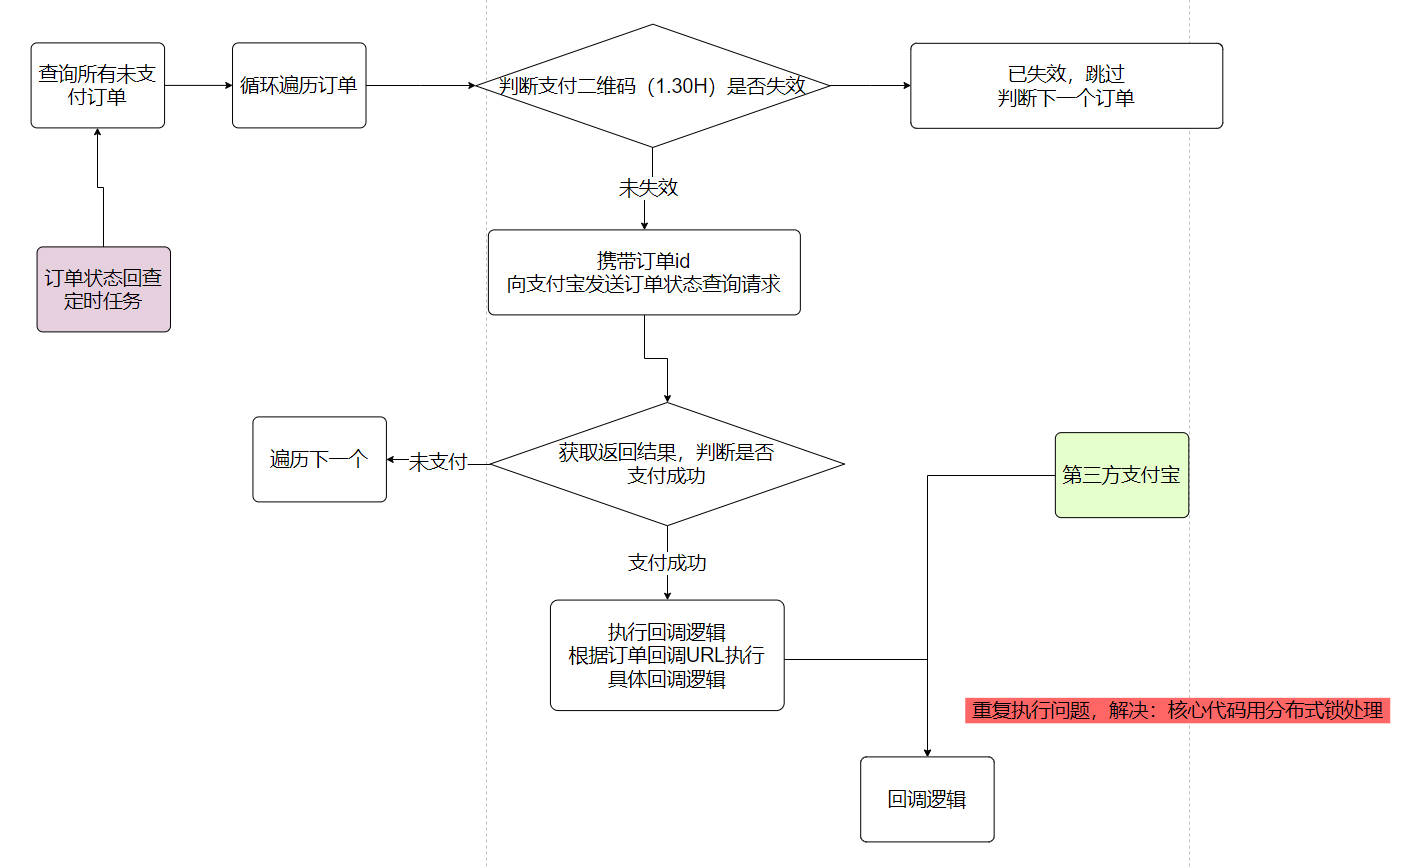 查询所有未支
付订单
循环遍历订单
判断支付二维码（1.30H）是否失效
已失效，跳过
判断下一个订单
未失效
订单状态回查
定时任务
携带订单id
向支付宝发送订单状态查询请求
遍历下一个
未支付
获取返回结果，判断是否
支付成功
第三方支付宝
支付成功
执行回调逻辑
根据订单回调URL执行
具体回调逻辑
重复执行问题，解决：核心代码用分布式锁处理
回调逻辑